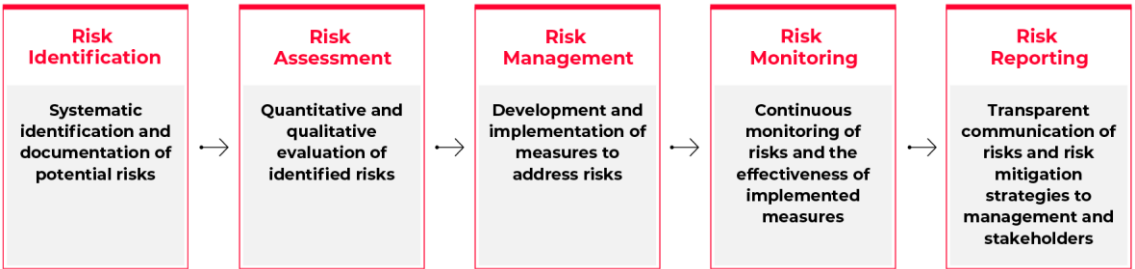 Risk
Identification
Systematic
identification and
documentation of
potential risks
Risk
Assessment
Quantitative and
qualitative
evaluation of
identified risks
Risk
Management
Development and
implementation of
measures to
address risks
Risk
Monitoring
Continuous
monitoring of
risks and the
effectiveness of
implemented
measures
Risk
Reporting
Transparent
communication of
risks and risk
mitigation
strategies to
management and
stakeholders